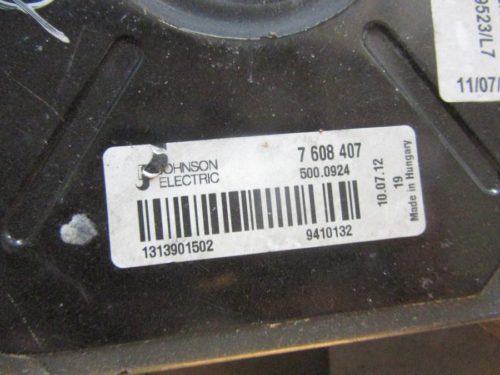 JOHNSON
ELECTRIC
7 608 407
500.0924
1313901502
9410132
10.07.12
19
Made in Hungary
9523/L7
11/07/